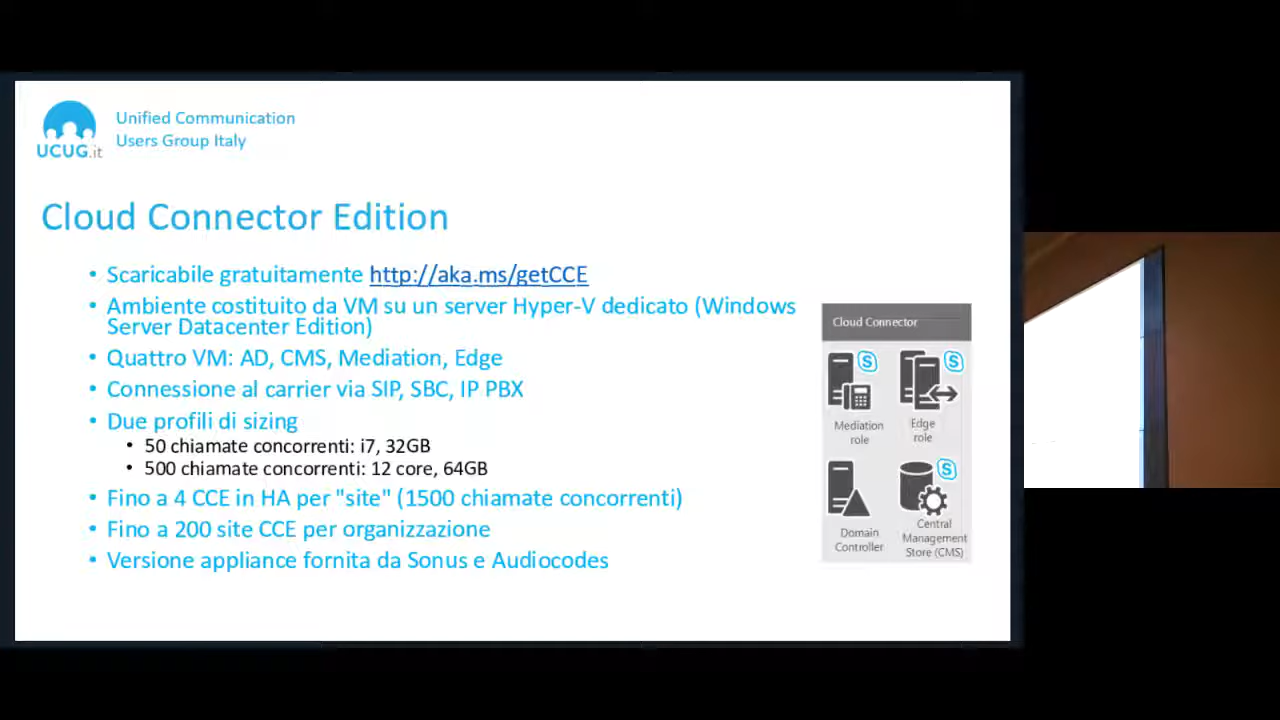 Unified Communication
Users Group Italy
UCUG.it
Cloud Connector Edition
• Scaricabile gratuitamente http://aka.ms/getCCE
• Ambiente costituito da VM su un server Hyper-V dedicato (Windows
Server Datacenter Edition)
• Quattro VM: AD, CMS, Mediation, Edge
• Connessione al carrier via SIP, SBC, IP PBX
• Due profili di sizing
• 50 chiamate concorrenti: i7, 32GB
• 500 chiamate concorrenti: 12 core, 64GB
• Fino a 4 CCE in HA per "site" (1500 chiamate concorrenti)
• Fino a 200 site CCE per organizzazione
• Versione appliance fornita da Sonus e Audiocodes
Cloud Connector
Mediation
role
Edge
role
Domain
Controller
Central
Management
Store (CMS)